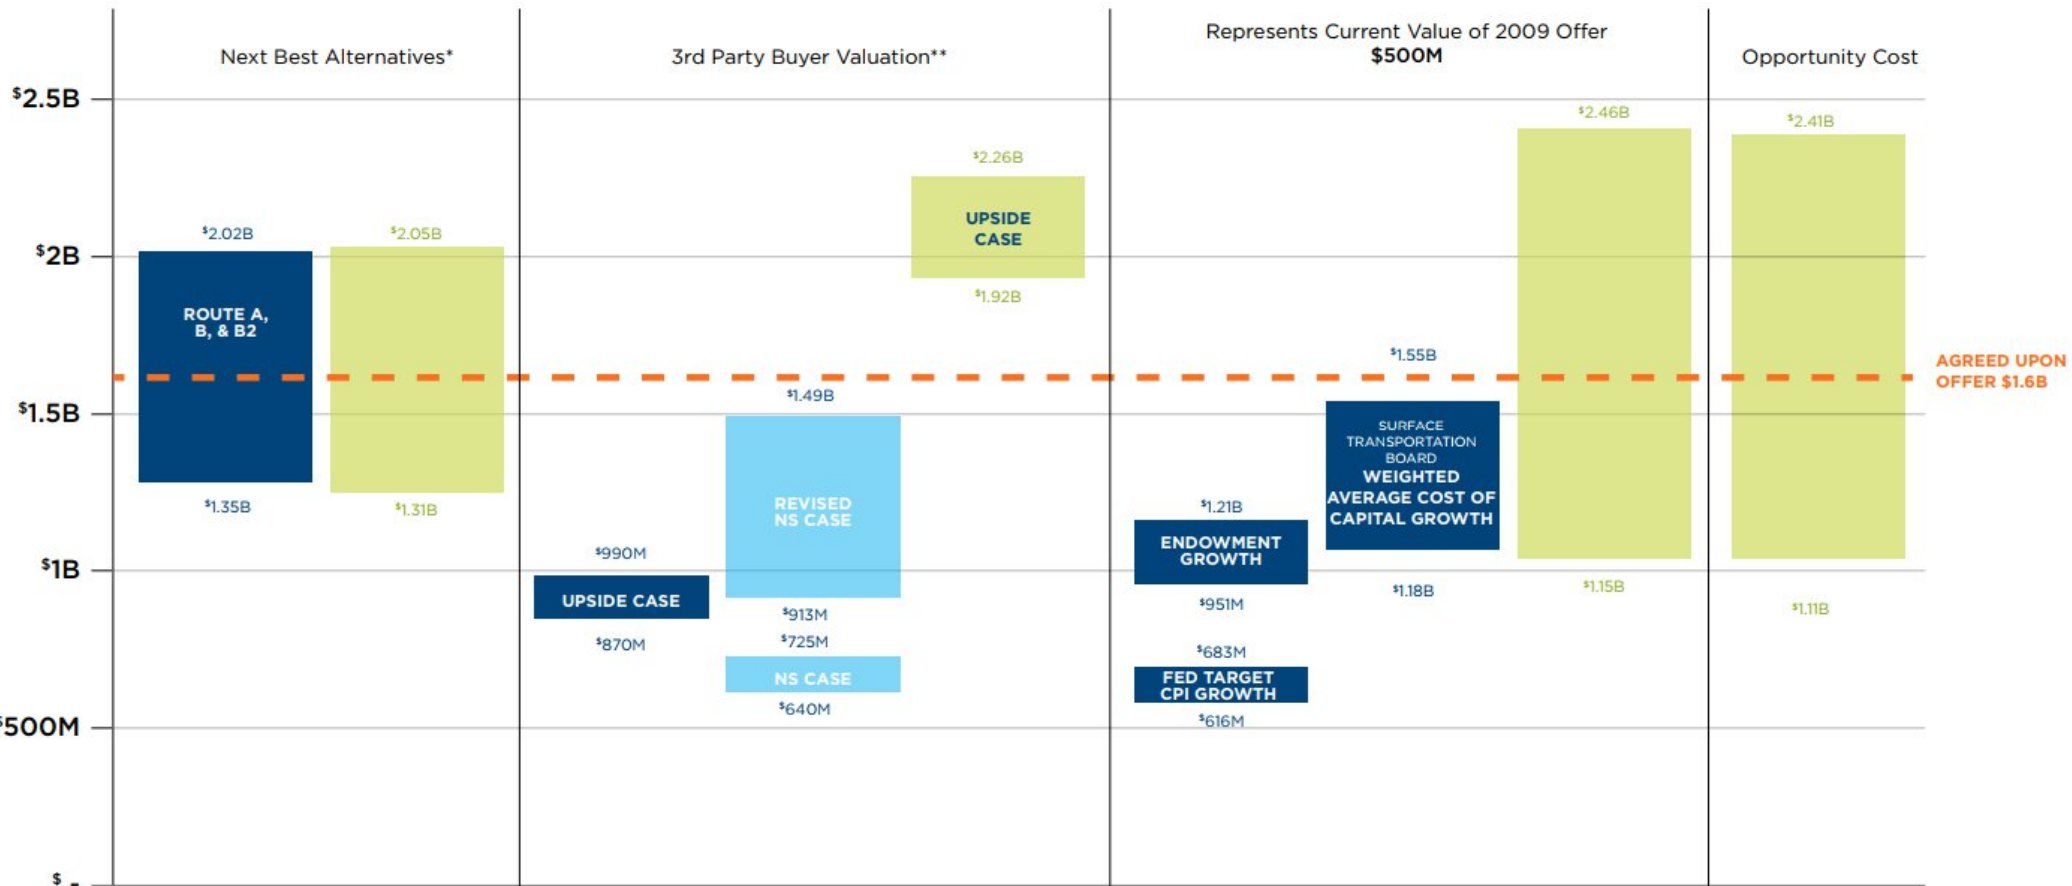 Next Best Alternatives*
3rd Party Buyer Valuation**
Represents Current Value of 2009 Offer
$500M
Opportunity Cost
$2.5B
$2B
$1.5B
$1B
$500M
$ -
$2.02B
ROUTE A,
B, & B2
$1.35B
$2.05B
$1.31B
$990M
UPSIDE CASE
$870M
$1.49B
REVISED
NS CASE
$913M
$725M
NS CASE
$640M
$2.26B
UPSIDE
CASE
$1.92B
$1.21B
ENDOWMENT
GROWTH
$951M
$683M
FED TARGET
CPI GROWTH
$616M
$1.55B
SURFACE
TRANSPORTATION
BOARD
WEIGHTED
AVERAGE COST OF
CAPITAL GROWTH
$1.18B
$2.46B
$1.15B
$2.41B
$1.11B
AGREED UPON
OFFER $1.6B